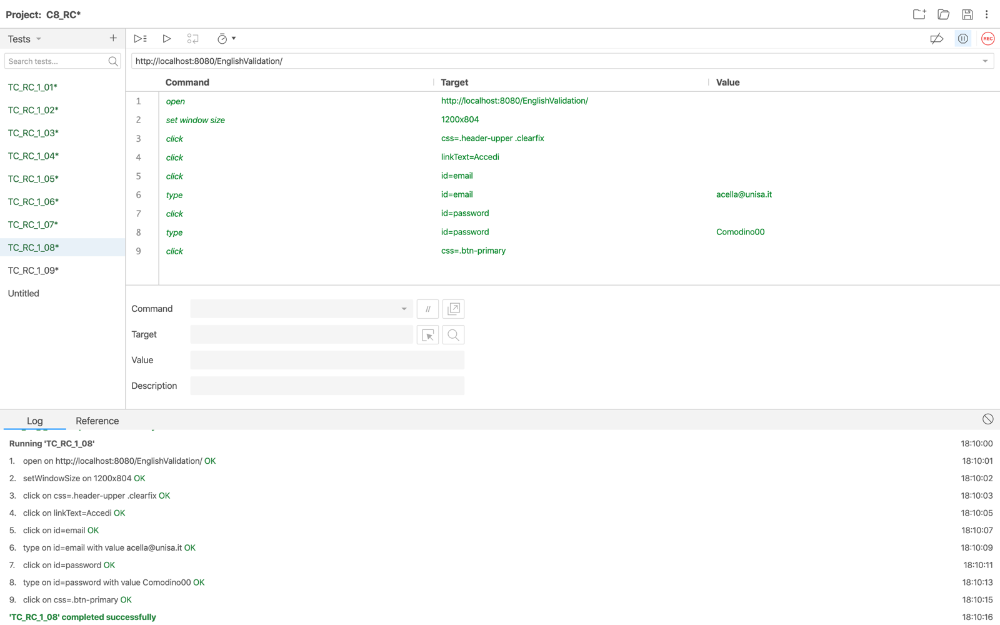 Project: C8_RC*
Tests
Search tests...
TC_RC_1_01*
TC_RC_1_02*
TC_RC_1_03*
TC_RC_1_04*
TC_RC_1_05*
TC_RC_1_06*
TC_RC_1_07*
TC_RC_1_08*
TC_RC_1_09*
Untitled
REC
http://localhost:8080/EnglishValidation/
Command Target Value
1 open http://localhost:8080/EnglishValidation/
2 set window size 1200x804
3 click css=.header-upper .clearfix
4 click linkText=Accedi
5 click id=email
6 type id=email acella@unisa.it
7 click id=password
8 type id=password Comodino00
9 click css=.btn-primary
Command //
Target
Value
Description
Log Reference
Running 'TC_RC_1_08' 18:10:00
1. open on http://localhost:8080/EnglishValidation/ OK 18:10:01
2. setWindowSize on 1200x804 OK 18:10:02
3. click on css=.header-upper .clearfix OK 18:10:03
4. click on linkText=Accedi OK 18:10:05
5. click on id=email OK 18:10:07
6. type on id=email with value acella@unisa.it OK 18:10:09
7. click on id=password OK 18:10:11
8. type on id=password with value Comodino00 OK 18:10:13
9. click on css=.btn-primary OK 18:10:15
'TC_RC_1_08' completed successfully 18:10:16